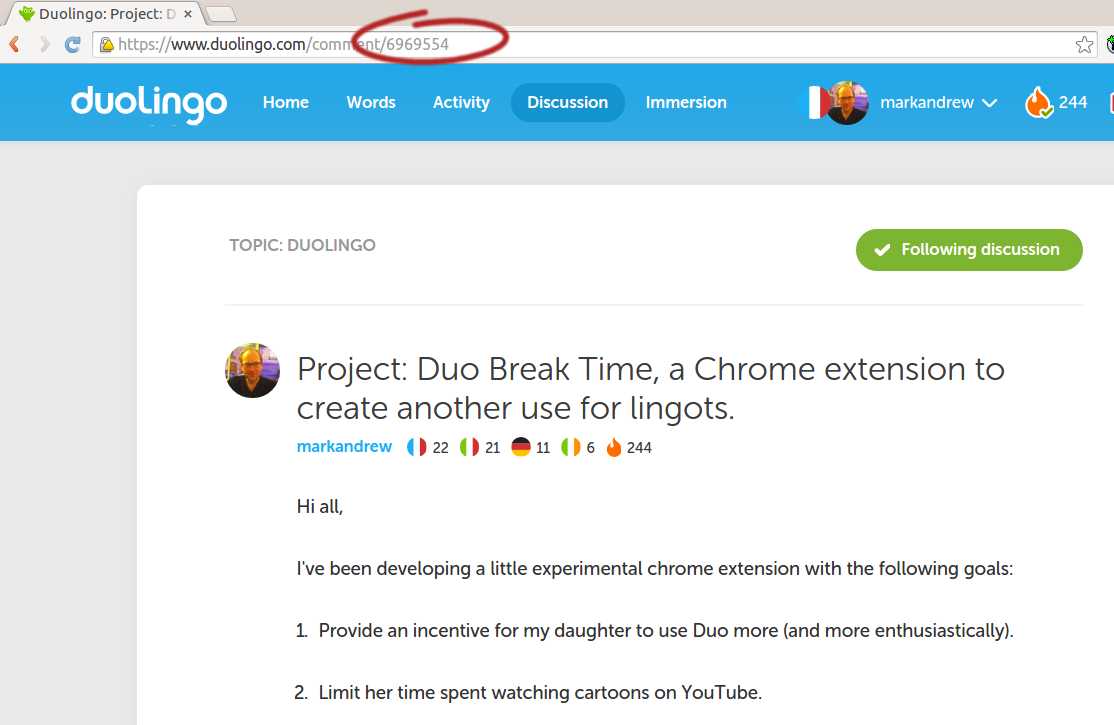 Duolingo: Project: D
https://www.duolingo.com/comment/6969554
duolingo Home Words Activity Discussion Immersion markandrew 244
TOPIC: DUOLINGO
Following discussion
Project: Duo Break Time, a Chrome extension to
create another use for lingots.
markandrew 22 21 11 6 244
Hi all,
I've been developing a little experimental chrome extension with the following goals:
1. Provide an incentive for my daughter to use Duo more (and more enthusiastically).
2. Limit her time spent watching cartoons on YouTube.